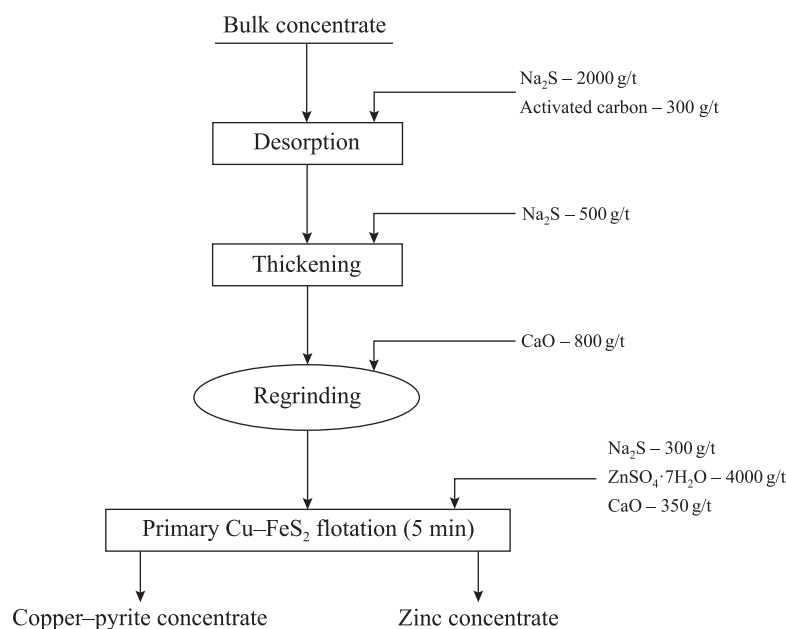 Bulk concentrate
Na₂S – 2000 g/t
Activated carbon – 300 g/t
Desorption
Na₂S – 500 g/t
Thickening
CaO – 800 g/t
Regrinding
Na₂S – 300 g/t
ZnSO₄·7H₂O – 4000 g/t
CaO – 350 g/t
Primary Cu–FeS₂ flotation (5 min)
Copper–pyrite concentrate
Zinc concentrate